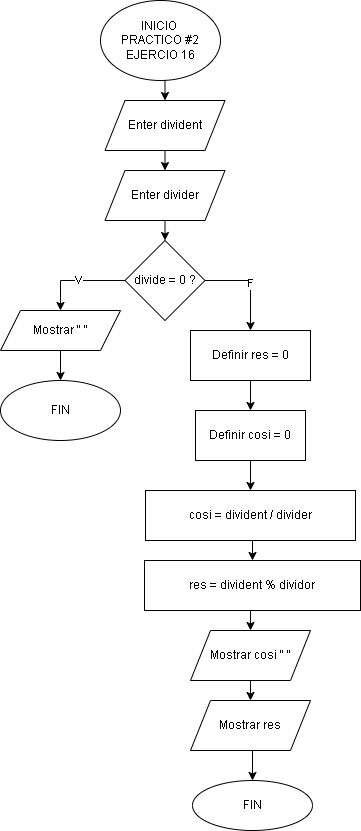 INICIO
PRACTICO #2
EJERCIO 16
Enter divident
Enter divider
divide = 0 ?
V
F
Mostrar " "
Definir res = 0
FIN
Definir cosi = 0
cosi = divident / divider
res = divident % dividor
Mostrar cosi " "
Mostrar res
FIN